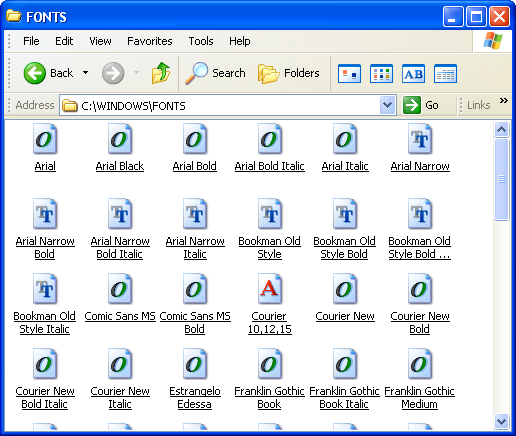 FONTS
File Edit View Favorites Tools Help
Back Search Folders AB
Address C:\WINDOWS\FONTS Go Links »
Arial Arial Black Arial Bold Arial Bold Italic Arial Italic Arial Narrow
Arial Narrow Arial Narrow Arial Narrow Bookman Old Bookman Old Bookman Old
Bold Bold Italic Italic Style Style Bold Style Bold ...
Bookman Old Comic Sans MS Comic Sans MS Courier Courier New Courier New
Style Italic Bold 10,12,15 Bold
Courier New Courier New Estrangelo Franklin Gothic Franklin Gothic Franklin Gothic
Bold Italic Italic Edessa Book Book Italic Medium